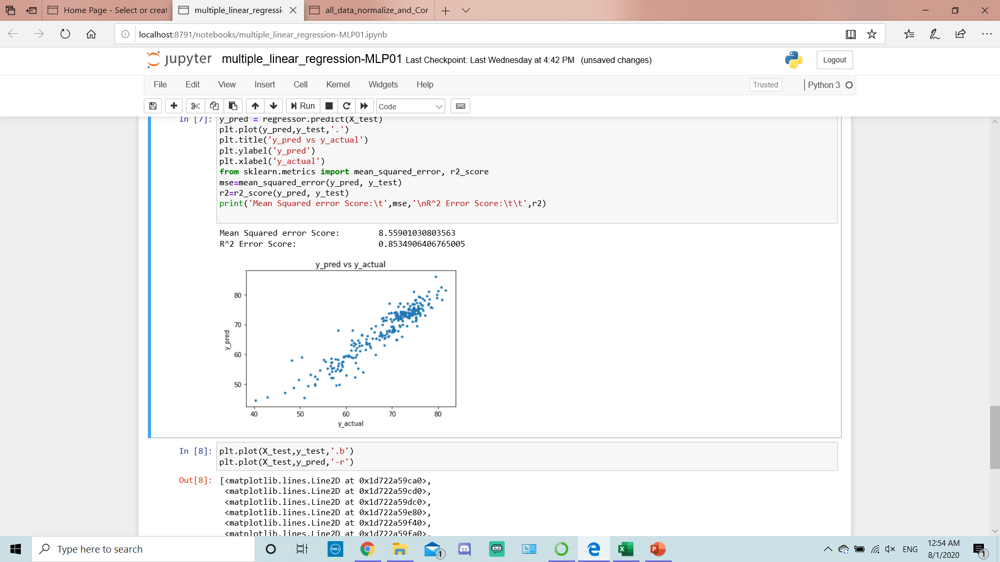 Home Page - Select or creat
multiple_linear_regressi
all_data_normalize_and_Cor
localhost:8791/notebooks/multiple_linear_regression-MLP01.ipynb
jupyter multiple_linear_regression-MLP01 Last Checkpoint: Last Wednesday at 4:42 PM (unsaved changes)
Logout
File Edit View Insert Cell Kernel Widgets Help
Trusted
Python 3
Run
Code
In [7]: y_pred = regressor.predict(X_test)
plt.plot(y_pred,y_test,'.')
plt.title('y_pred vs y_actual')
plt.ylabel('y_pred')
plt.xlabel('y_actual')
from sklearn.metrics import mean_squared_error, r2_score
mse=mean_squared_error(y_pred, y_test)
r2=r2_score(y_pred, y_test)
print('Mean Squared error Score:\t',mse,'\nR^2 Error Score:\t\t',r2)
Mean Squared error Score: 8.55901030803563
R^2 Error Score: 0.8534906406765005
y_pred vs y_actual
80
70
60
50
y_pred
40 50 60 70 80
y_actual
In [8]: plt.plot(X_test,y_test,'.b')
plt.plot(X_test,y_pred,'-r')
Out[8]: [<matplotlib.lines.Line2D at 0x1d722a59ca0>,
<matplotlib.lines.Line2D at 0x1d722a59cd0>,
<matplotlib.lines.Line2D at 0x1d722a59dc0>,
<matplotlib.lines.Line2D at 0x1d722a59e80>,
<matplotlib.lines.Line2D at 0x1d722a59f40>,
<matplotlib.lines.Line2D at 0x1d722a59fa0>,
Type here to search
DELL
1
ENG
12:54 AM
8/1/2020
1